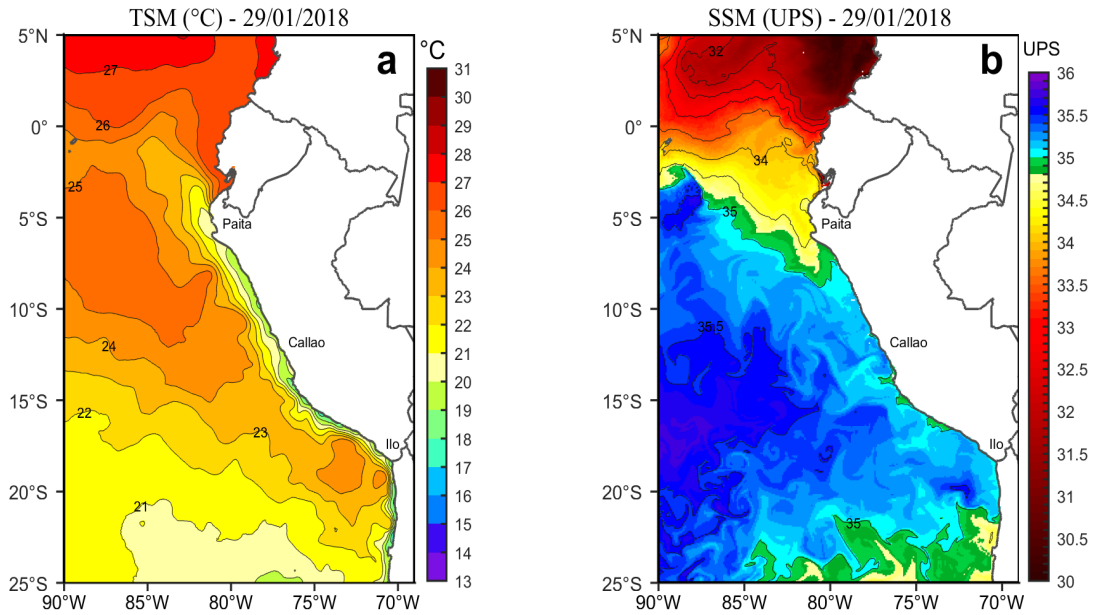 TSM (°C) - 29/01/2018
5°N
0°
5°S
10°S
15°S
20°S
25°S
90°W
85°W
80°W
75°W
70°W
a
27
26
25
24
23
22
21
Paita
Callao
Ilo
°C
31
30
29
28
27
26
25
24
23
22
21
20
19
18
17
16
15
14
13
SSM (UPS) - 29/01/2018
5°N
0°
5°S
10°S
15°S
20°S
25°S
90°W
85°W
80°W
75°W
70°W
b
32
34
35
35.5
35
Paita
Callao
Ilo
UPS
36
35.5
35
34.5
34
33.5
33
32.5
32
31.5
31
30.5
30